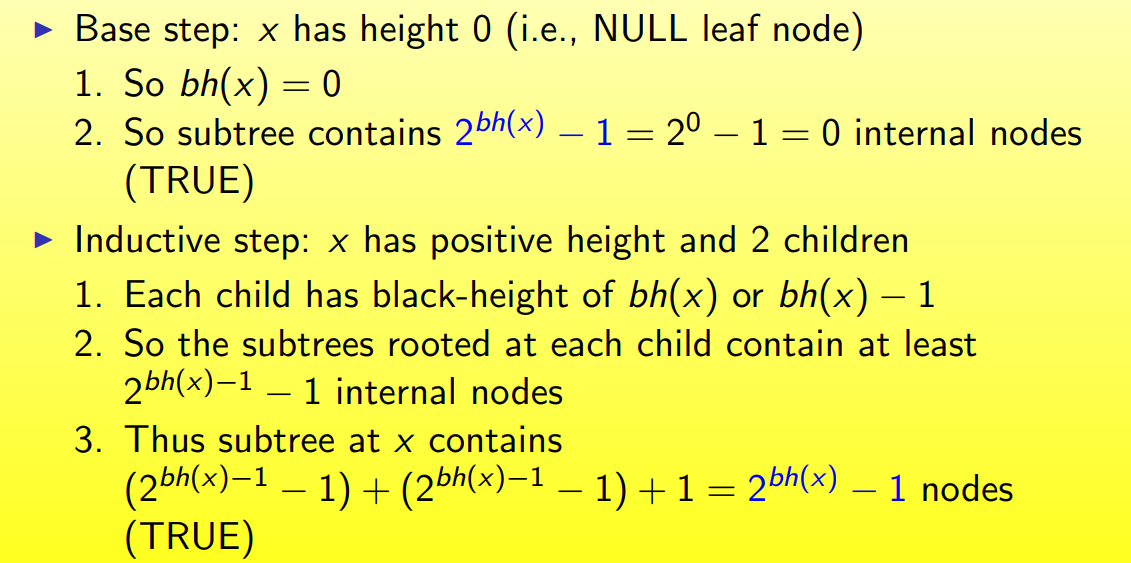 ▶ Base step: x has height 0 (i.e., NULL leaf node)
1. So bh(x) = 0
2. So subtree contains 2^{bh(x)} − 1 = 2^0 − 1 = 0 internal nodes
(TRUE)
▶ Inductive step: x has positive height and 2 children
1. Each child has black-height of bh(x) or bh(x) − 1
2. So the subtrees rooted at each child contain at least
2^{bh(x)−1} − 1 internal nodes
3. Thus subtree at x contains
(2^{bh(x)−1} − 1) + (2^{bh(x)−1} − 1) + 1 = 2^{bh(x)} − 1 nodes
(TRUE)